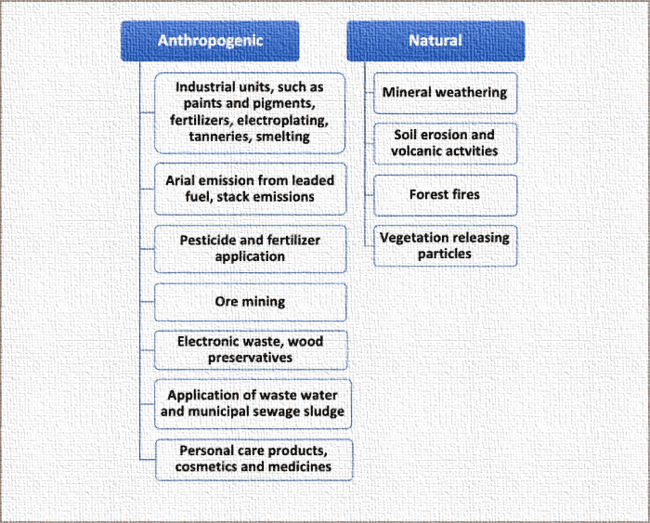 Anthropogenic
Industrial units, such as
paints and pigments,
fertilizers, electroplating,
tanneries, smelting
Arial emission from leaded
fuel, stack emissions
Pesticide and fertilizer
application
Ore mining
Electronic waste, wood
preservatives
Application of waste water
and municipal sewage sludge
Personal care products,
cosmetics and medicines
Natural
Mineral weathering
Soil erosion and
volcanic actvities
Forest fires
Vegetation releasing
particles